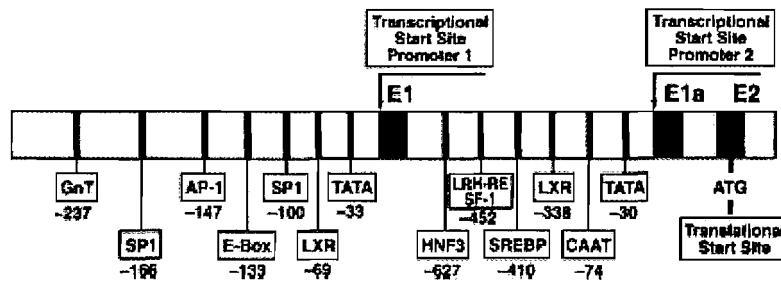 Transcriptional
Start Site
Promoter 1
Transcriptional
Start Site
Promoter 2
E1
E1a
E2
GnT
–237
SP1
–166
AP-1
–147
E-Box
–133
SP1
–100
LXR
–69
TATA
–33
HNF3
–627
LRH-RE
SF-1
–452
SREBP
–410
LXR
–338
CAAT
–74
TATA
–30
ATG
Translational
Start Site